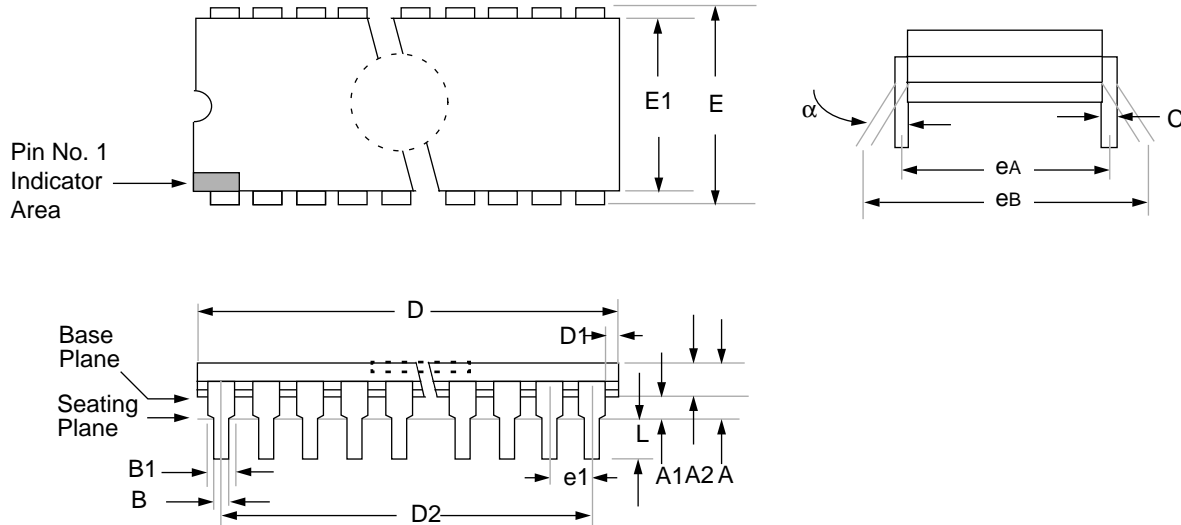 E1
E
Pin No. 1
Indicator
Area
α
C
eA
eB
D
D1
Base
Plane
Seating
Plane
L
B1
B
e1
A1
A2
A
D2